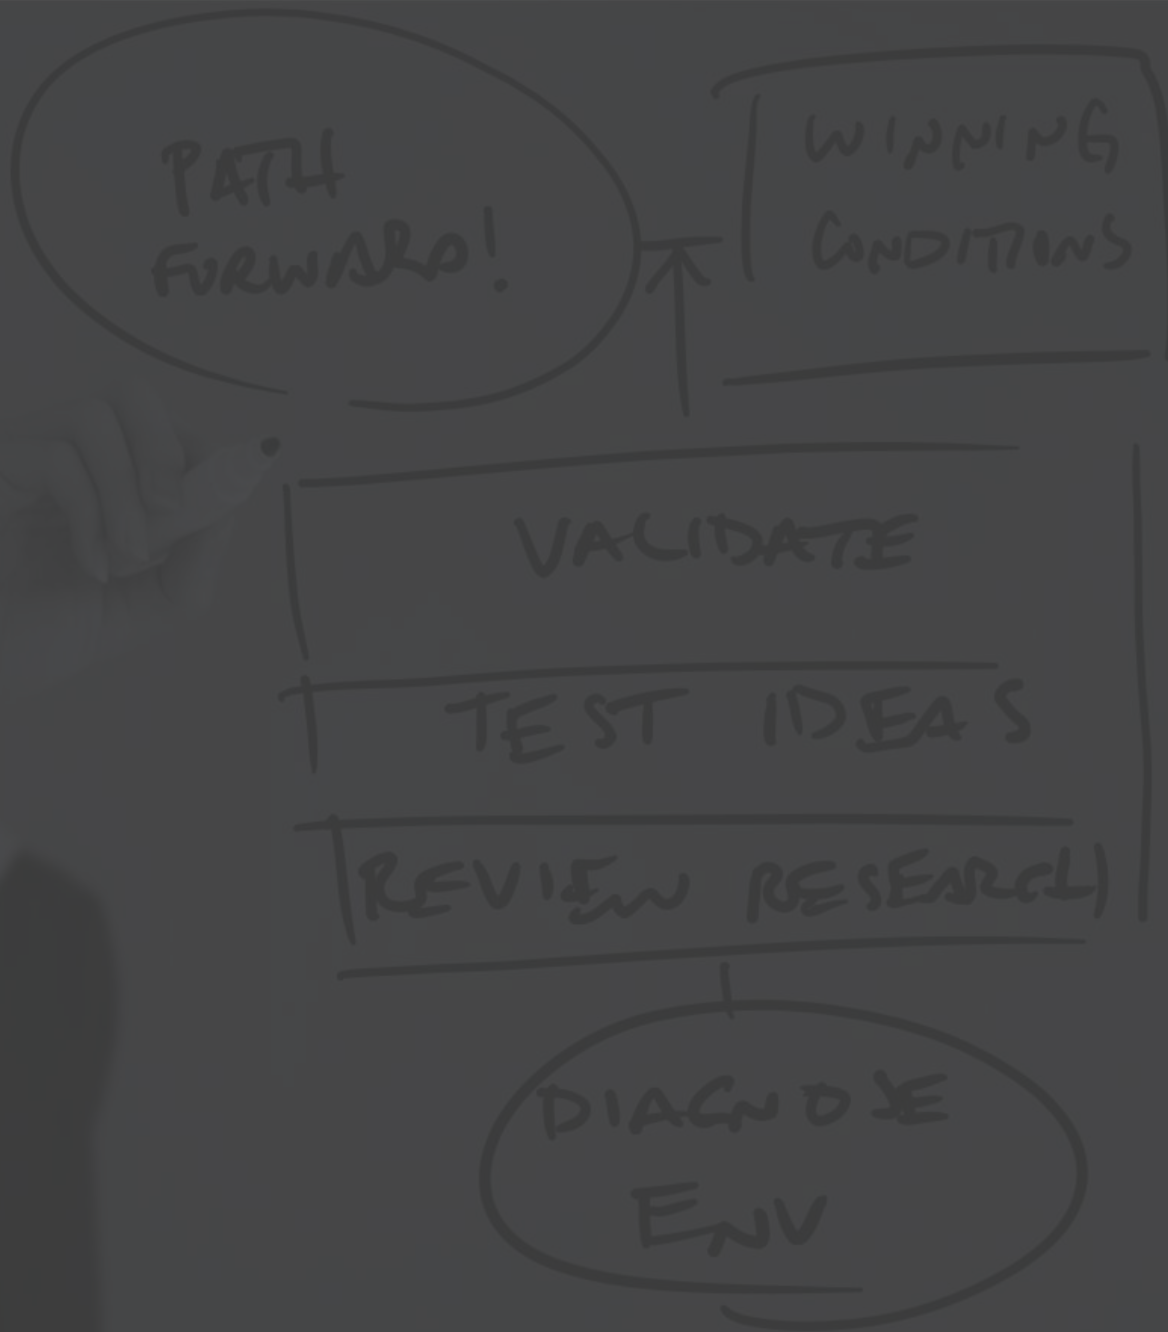 PATH
FORWARD!
WINNING
CONDITIONS
VALIDATE
TEST IDEAS
REVIEW RESEARCH
DIAGNOSE
ENV